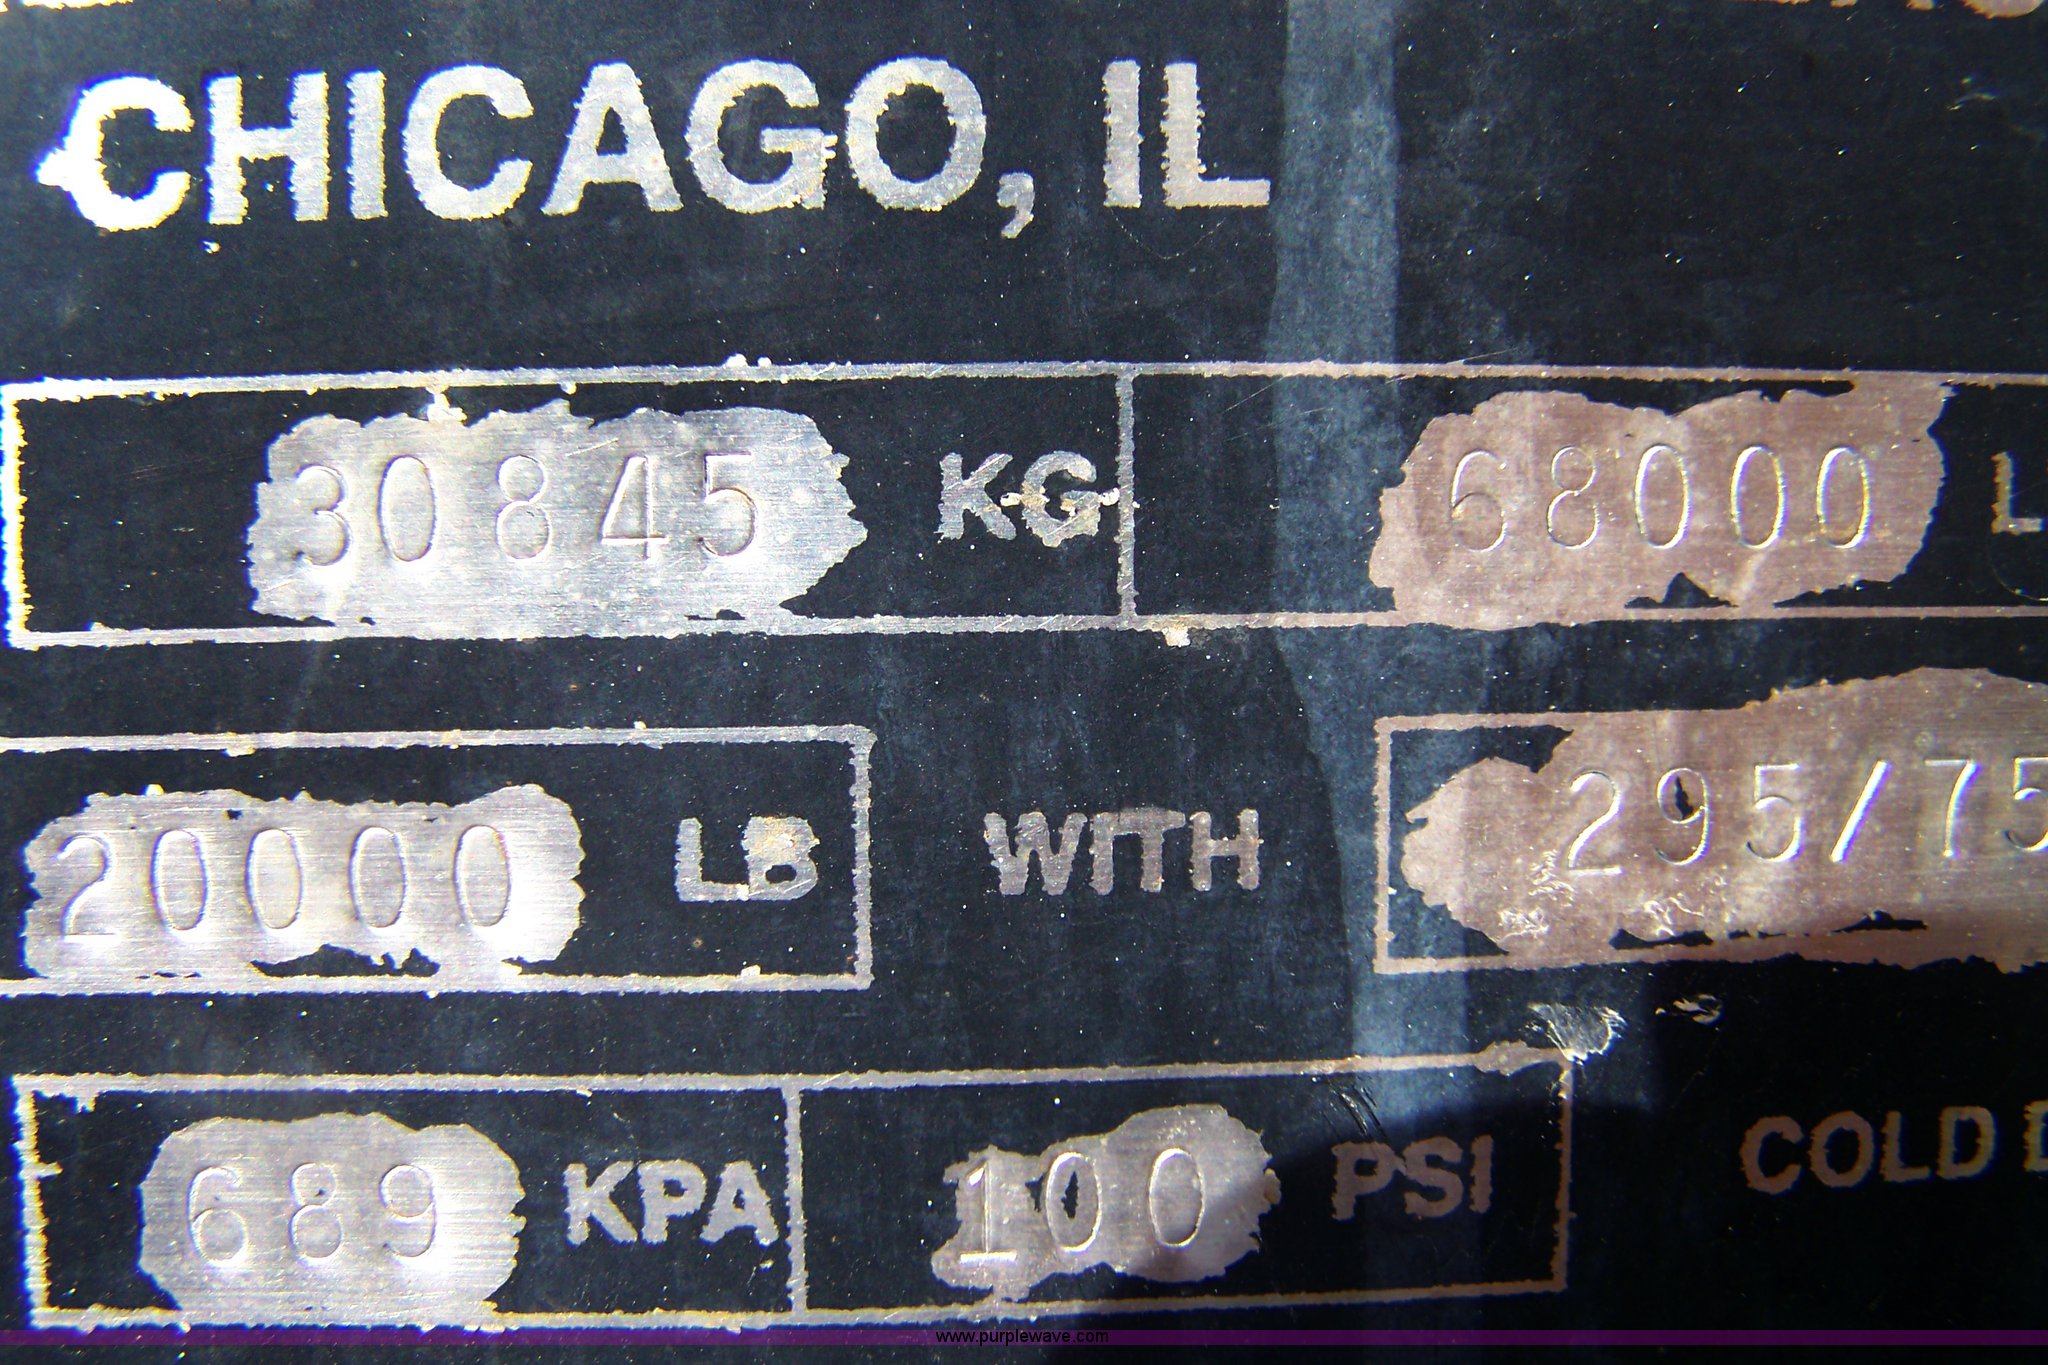 CHICAGO, IL
30845 KG 68000 L
20000 LB WITH 295/75
689 KPA 100 PSI COLD
www.purplewave.com